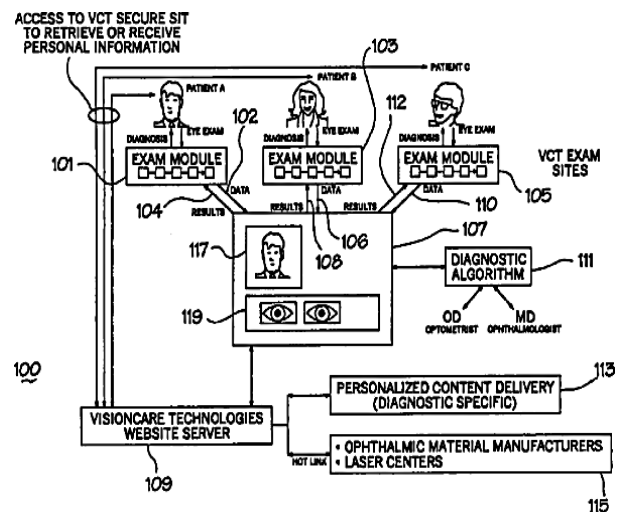 ACCESS TO VCT SECURE SIT
TO RETRIEVE OR RECEIVE
PERSONAL INFORMATION
103
PATIENT C
PATIENT B
PATIENT A
102
112
DIAGNOSIS
EYE EXAM
DIAGNOSIS
EYE EXAM
DIAGNOSIS
EYE EXAM
101
EXAM MODULE
EXAM MODULE
EXAM MODULE
VCT EXAM
SITES
104
DATA
DATA
DATA
110
105
RESULTS
RESULTS
RESULTS
106
108
107
117
DIAGNOSTIC
ALGORITHM
111
119
OD
OPTOMETRIST
MD
OPHTHALMOLOGIST
100
113
PERSONALIZED CONTENT DELIVERY
(DIAGNOSTIC SPECIFIC)
VISIONCARE TECHNOLOGIES
WEBSITE SERVER
109
HOT LINK
• OPHTHALMIC MATERIAL MANUFACTURERS
• LASER CENTERS
115